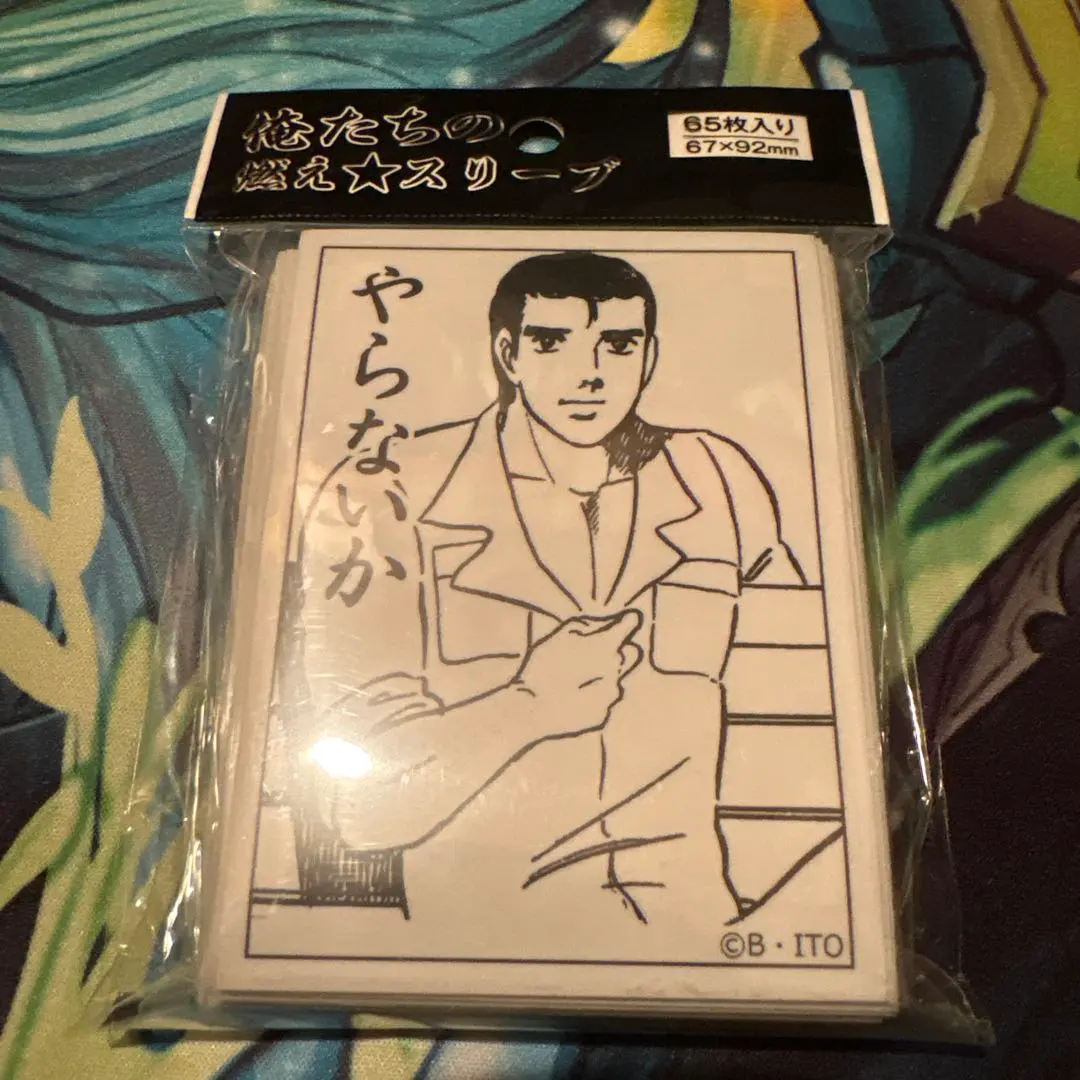 俺たちの
燃え☆スリーブ
65枚入り
67×92mm
やらないか
©B・ITO